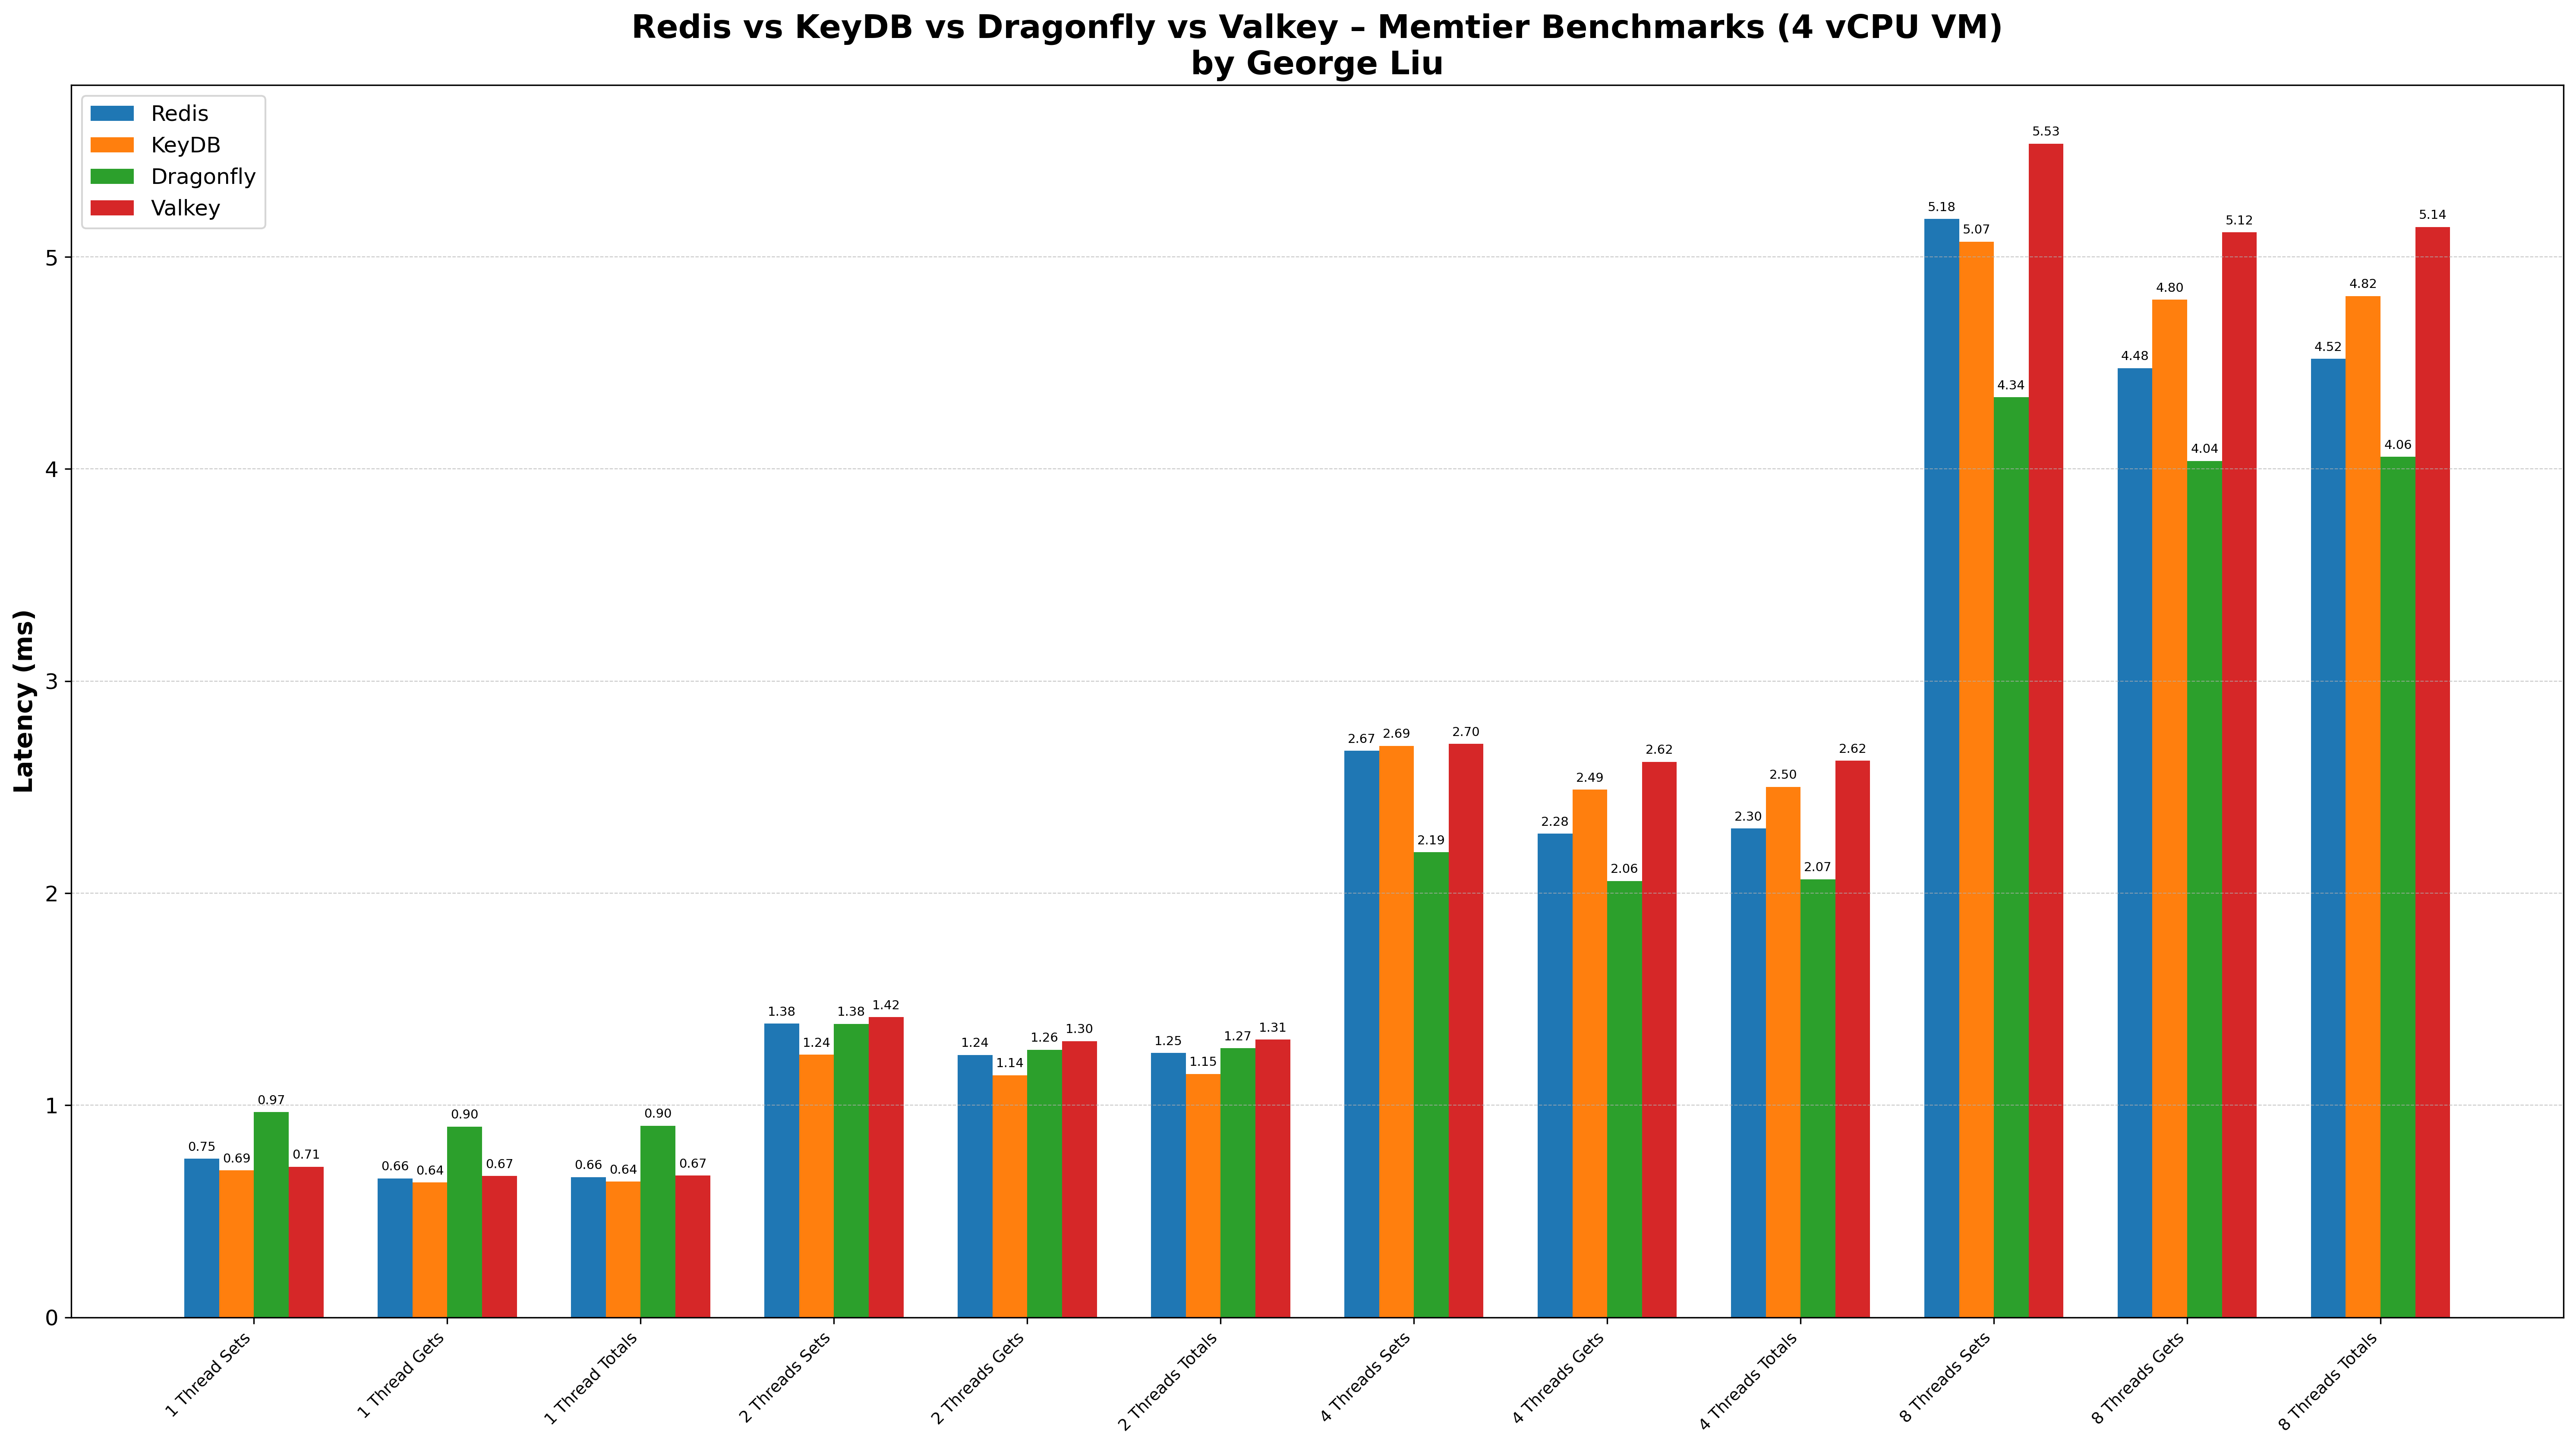 Redis vs KeyDB vs Dragonfly vs Valkey – Memtier Benchmarks (4 vCPU VM)
by George Liu
Redis
KeyDB
Dragonfly
Valkey
Latency (ms)
5
4
3
2
1
0
0.75
0.69
0.97
0.71
0.66
0.64
0.90
0.67
0.66
0.64
0.90
0.67
1.38
1.24
1.38
1.42
1.24
1.14
1.26
1.30
1.25
1.15
1.27
1.31
2.67
2.69
2.19
2.70
2.28
2.49
2.06
2.62
2.30
2.50
2.07
2.62
5.18
5.07
4.34
5.53
4.48
4.80
4.04
5.12
4.52
4.82
4.06
5.14
1 Thread Sets
1 Thread Gets
1 Thread Totals
2 Threads Sets
2 Threads Gets
2 Threads Totals
4 Threads Sets
4 Threads Gets
4 Threads Totals
8 Threads Sets
8 Threads Gets
8 Threads Totals